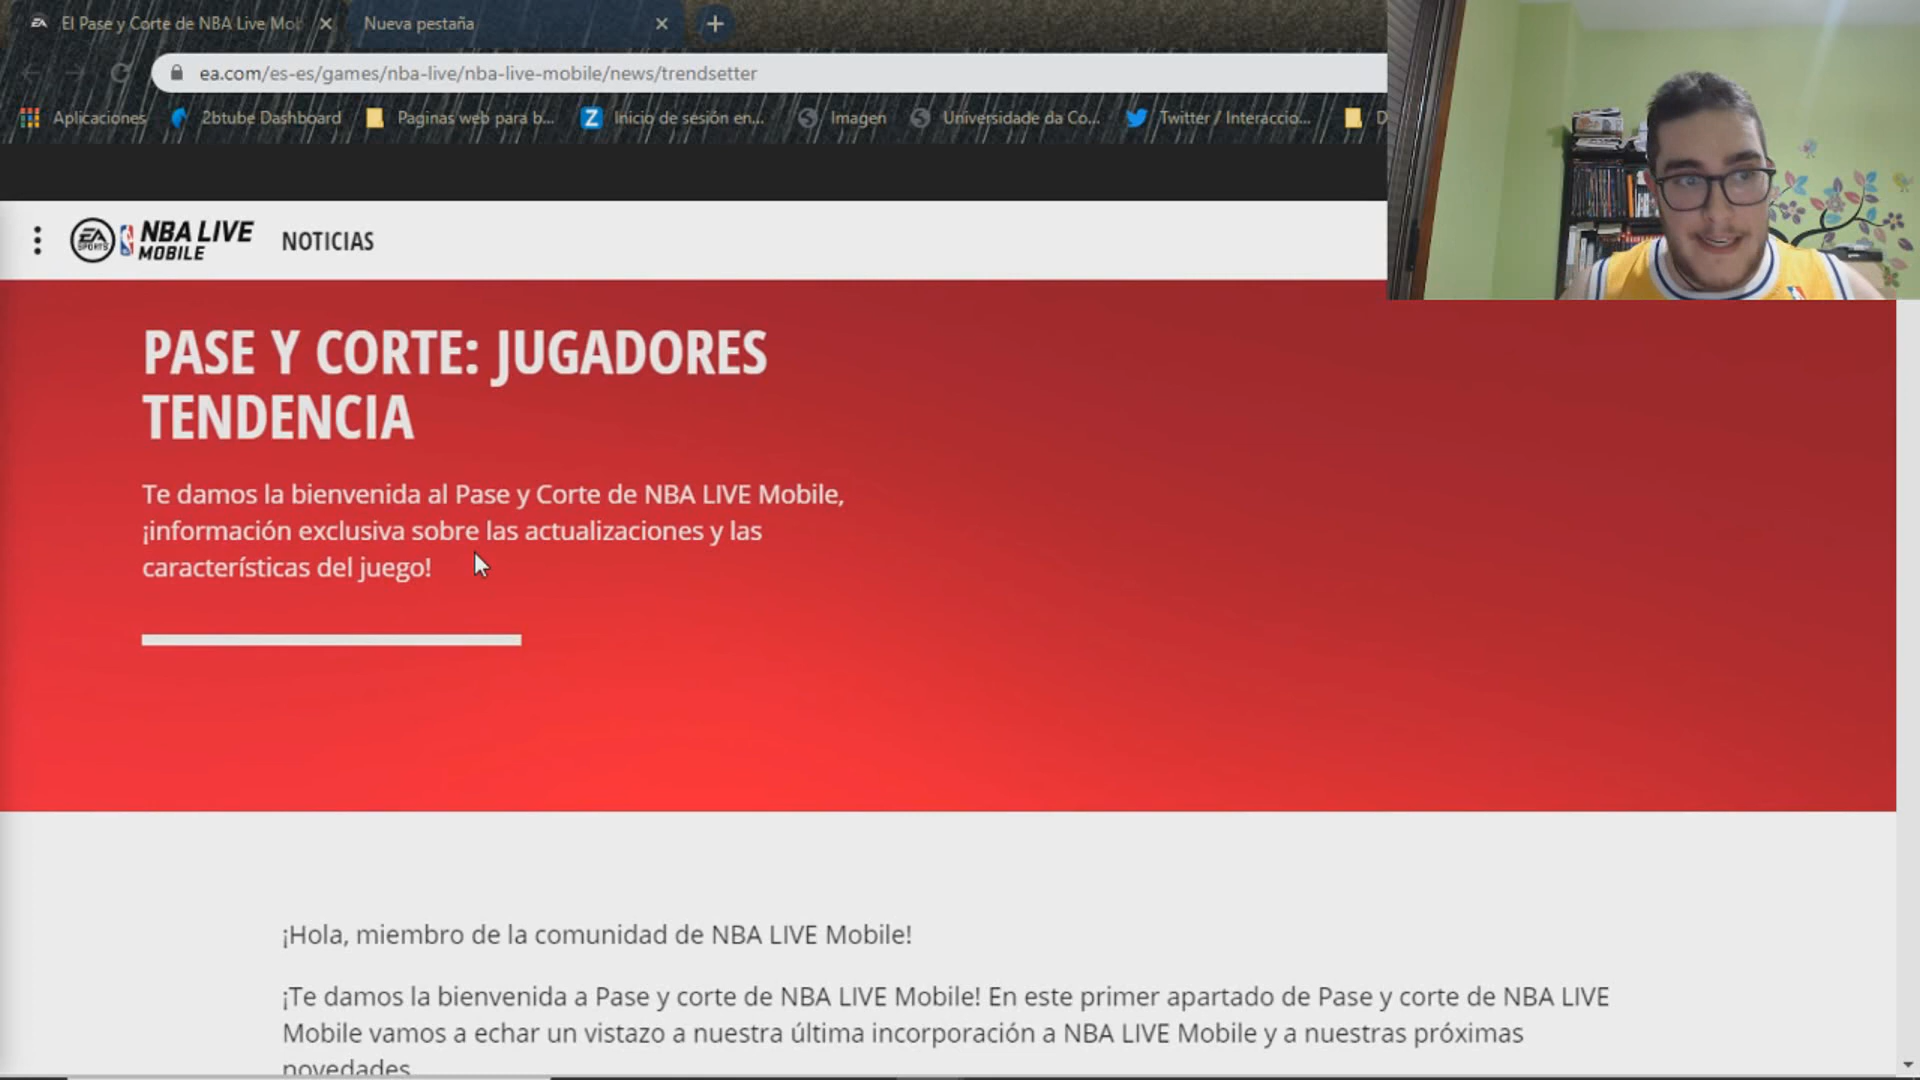 El Pase y Corte de NBA Live Mob
Nueva pestaña
ea.com/es-es/games/nba-live/nba-live-mobile/news/trendsetter
Aplicaciones
2btube Dashboard
Paginas web para b...
Z
Inicio de sesión en...
Imagen
Universidade da Co...
Twitter / Interaccio...
D
EA SPORTS
NBA LIVE
MOBILE
NOTICIAS
PASE Y CORTE: JUGADORES
TENDENCIA
Te damos la bienvenida al Pase y Corte de NBA LIVE Mobile,
¡información exclusiva sobre las actualizaciones y las
características del juego!
¡Hola, miembro de la comunidad de NBA LIVE Mobile!
¡Te damos la bienvenida a Pase y corte de NBA LIVE Mobile! En este primer apartado de Pase y corte de NBA LIVE
Mobile vamos a echar un vistazo a nuestra última incorporación a NBA LIVE Mobile y a nuestras próximas
novedades